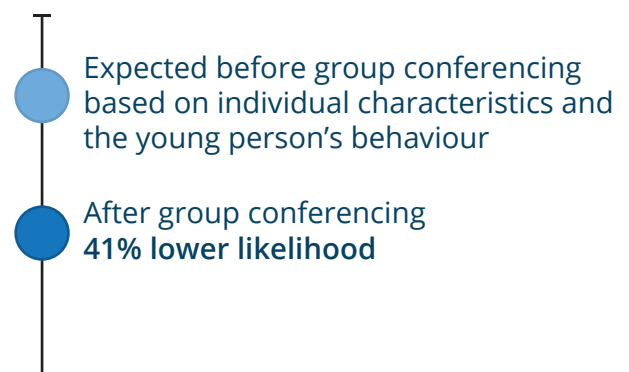 Expected before group conferencing
based on individual characteristics and
the young person’s behaviour
After group conferencing
41% lower likelihood